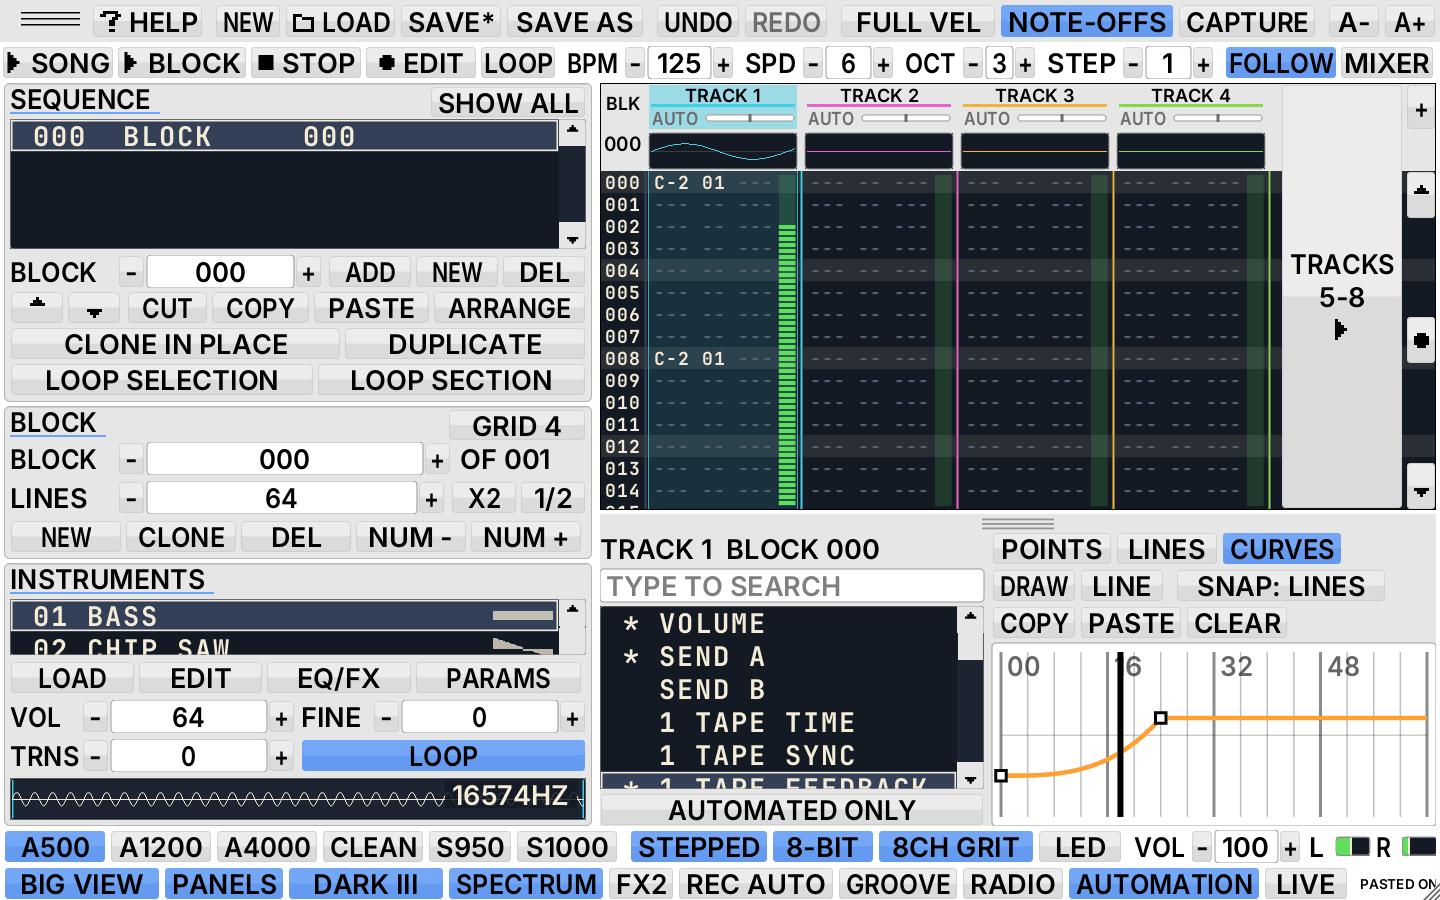 ? HELP NEW LOAD SAVE* SAVE AS UNDO REDO FULL VEL NOTE-OFFS CAPTURE A- A+
SONG BLOCK STOP EDIT LOOP BPM - 125 + SPD - 6 + OCT - 3 + STEP - 1 + FOLLOW MIXER
SEQUENCE SHOW ALL
000 BLOCK 000
BLOCK - 000 + ADD NEW DEL
CUT COPY PASTE ARRANGE
CLONE IN PLACE DUPLICATE
LOOP SELECTION LOOP SECTION
BLOCK GRID 4
BLOCK - 000 + OF 001
LINES - 64 + X2 1/2
NEW CLONE DEL NUM - NUM +
INSTRUMENTS
01 BASS
02 CHIP SAW
LOAD EDIT EQ/FX PARAMS
VOL - 64 + FINE - 0 +
TRNS - 0 + LOOP
16574HZ
BLK TRACK 1 TRACK 2 TRACK 3 TRACK 4 +
AUTO AUTO AUTO AUTO
000
000 C-2 01 --- --- -- -- --- --- -- -- --- --- -- -- ---
001 --- -- -- --- --- -- -- --- --- -- -- --- --- -- -- ---
002 --- -- -- --- --- -- -- --- --- -- -- --- --- -- -- ---
003 --- -- -- --- --- -- -- --- --- -- -- --- --- -- -- ---
004 --- -- -- --- --- -- -- --- --- -- -- --- --- -- -- ---
005 --- -- -- --- --- -- -- --- --- -- -- --- --- -- -- ---
006 --- -- -- --- --- -- -- --- --- -- -- --- --- -- -- ---
007 --- -- -- --- --- -- -- --- --- -- -- --- --- -- -- ---
008 C-2 01 --- --- -- -- --- --- -- -- --- --- -- -- ---
009 --- -- -- --- --- -- -- --- --- -- -- --- --- -- -- ---
010 --- -- -- --- --- -- -- --- --- -- -- --- --- -- -- ---
011 --- -- -- --- --- -- -- --- --- -- -- --- --- -- -- ---
012 --- -- -- --- --- -- -- --- --- -- -- --- --- -- -- ---
013 --- -- -- --- --- -- -- --- --- -- -- --- --- -- -- ---
014 --- -- -- --- --- -- -- --- --- -- -- --- --- -- -- ---
TRACKS
5-8
TRACK 1 BLOCK 000
TYPE TO SEARCH
* VOLUME
* SEND A
SEND B
1 TAPE TIME
1 TAPE SYNC
* 1 TAPE FEEDBACK
AUTOMATED ONLY
POINTS LINES CURVES
DRAW LINE SNAP: LINES
COPY PASTE CLEAR
00 16 32 48
A500 A1200 A4000 CLEAN S950 S1000 STEPPED 8-BIT 8CH GRIT LED VOL - 100 + L R
BIG VIEW PANELS DARK III SPECTRUM FX2 REC AUTO GROOVE RADIO AUTOMATION LIVE PASTED ON